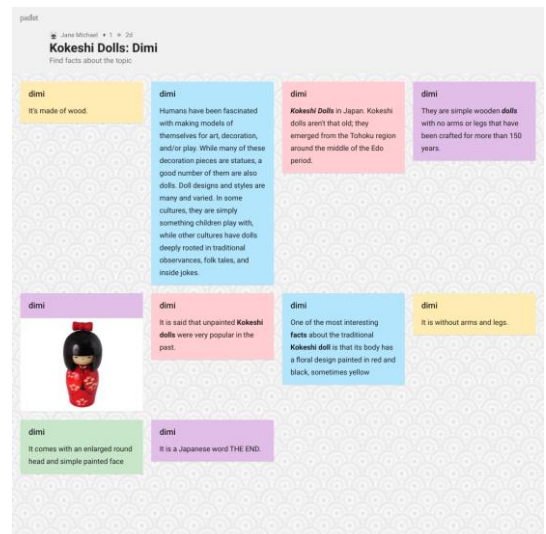 padlet
Jane Michael • 1 • 2d
Kokeshi Dolls: Dimi
Find facts about the topic
dimi
It's made of wood.
dimi
Humans have been fascinated
with making models of
themselves for art, decoration,
and/or play. While many of these
decoration pieces are statues, a
good number of them are also
dolls. Doll designs and styles are
many and varied. In some
cultures, they are simply
something children play with,
while other cultures have dolls
deeply rooted in traditional
observances, folk tales, and
inside jokes.
dimi
Kokeshi Dolls in Japan. Kokeshi
dolls aren't that old; they
emerged from the Tohoku region
around the middle of the Edo
period.
dimi
They are simple wooden dolls
with no arms or legs that have
been crafted for more than 150
years.
dimi
dimi
It is said that unpainted Kokeshi
dolls were very popular in the
past.
dimi
One of the most interesting
facts about the traditional
Kokeshi doll is that its body has
a floral design painted in red and
black, sometimes yellow
dimi
It is without arms and legs.
dimi
It comes with an enlarged round
head and simple painted face
dimi
It is a Japanese word THE END.